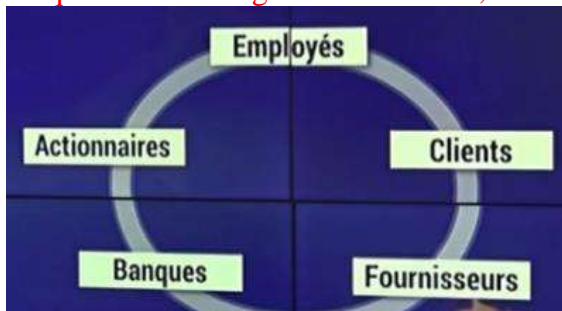 Employés
Actionnaires
Clients
Banques
Fournisseurs